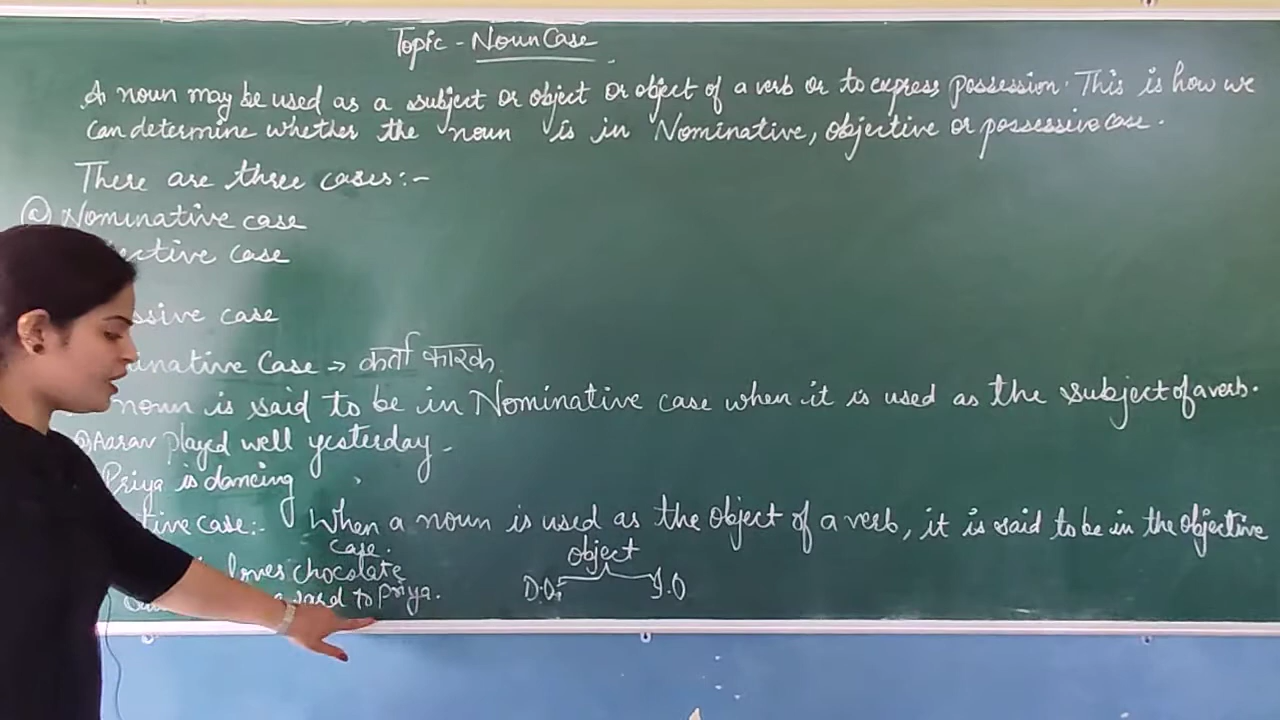 Topic - Noun Case
A noun may be used as a subject or object or object of a verb or to express possession. This is how we
can determine whether the noun is in Nominative, objective or possessive case.
There are three cases:-
Nominative case
ective case
ssive case
inative Case → कर्ता कारक
noun is said to be in Nominative case when it is used as the subject of a verb.
Aarav played well yesterday.
Priya is dancing
tive case:- When a noun is used as the object of a verb, it is said to be in the objective
case.
object
loves chocolate
D.O. I.O
to Priya.